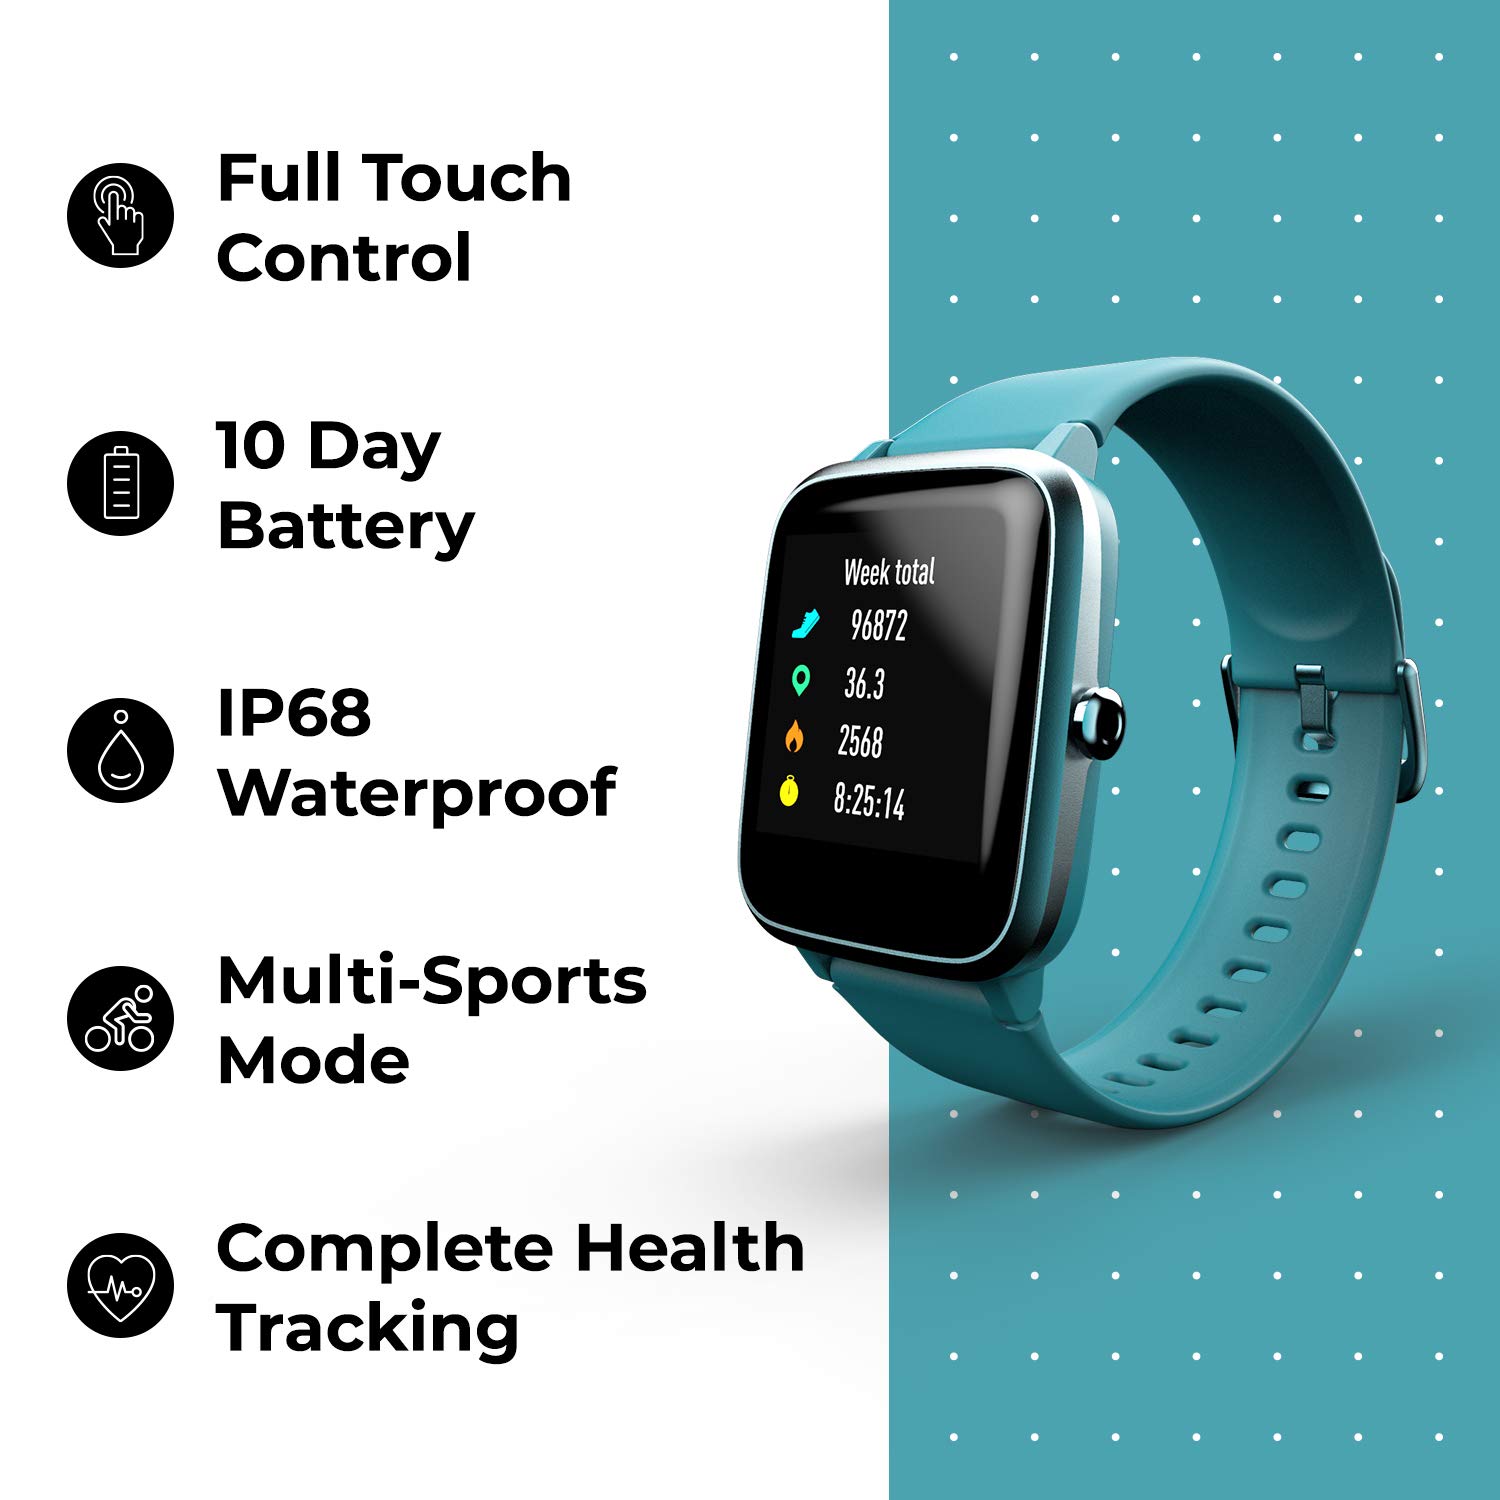 Full Touch
Control
10 Day
Battery
IP68
Waterproof
Multi-Sports
Mode
Complete Health
Tracking
Week total
96872
36.3
2568
8:25:14